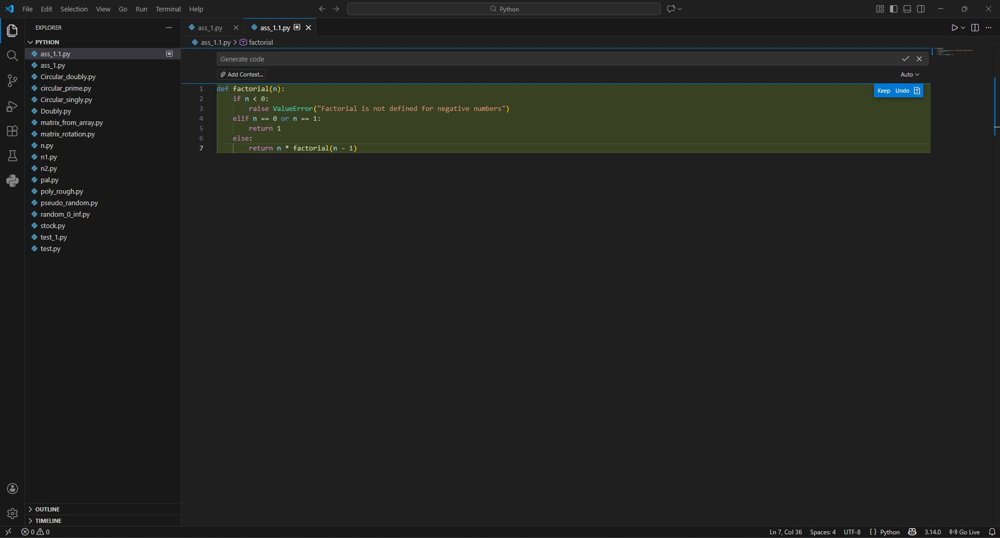 File Edit Selection View Go Run Terminal Help
Python
EXPLORER
PYTHON
ass_1.1.py
ass_1.py
Circular_doubly.py
circular_prime.py
Circular_singly.py
Doubly.py
matrix_from_array.py
matrix_rotation.py
n.py
n1.py
n2.py
pal.py
poly_rough.py
pseudo_random.py
random_0_inf.py
stock.py
test_1.py
test.py
OUTLINE
TIMELINE
ass_1.py ass_1.1.py
ass_1.1.py > factorial
Generate code
Add Context...
Auto
Keep Undo
1 def factorial(n):
2     if n < 0:
3         raise ValueError("Factorial is not defined for negative numbers")
4     elif n == 0 or n == 1:
5         return 1
6     else:
7         return n * factorial(n - 1)
0 0
Ln 7, Col 36 Spaces: 4 UTF-8 { } Python 3.14.0 Go Live